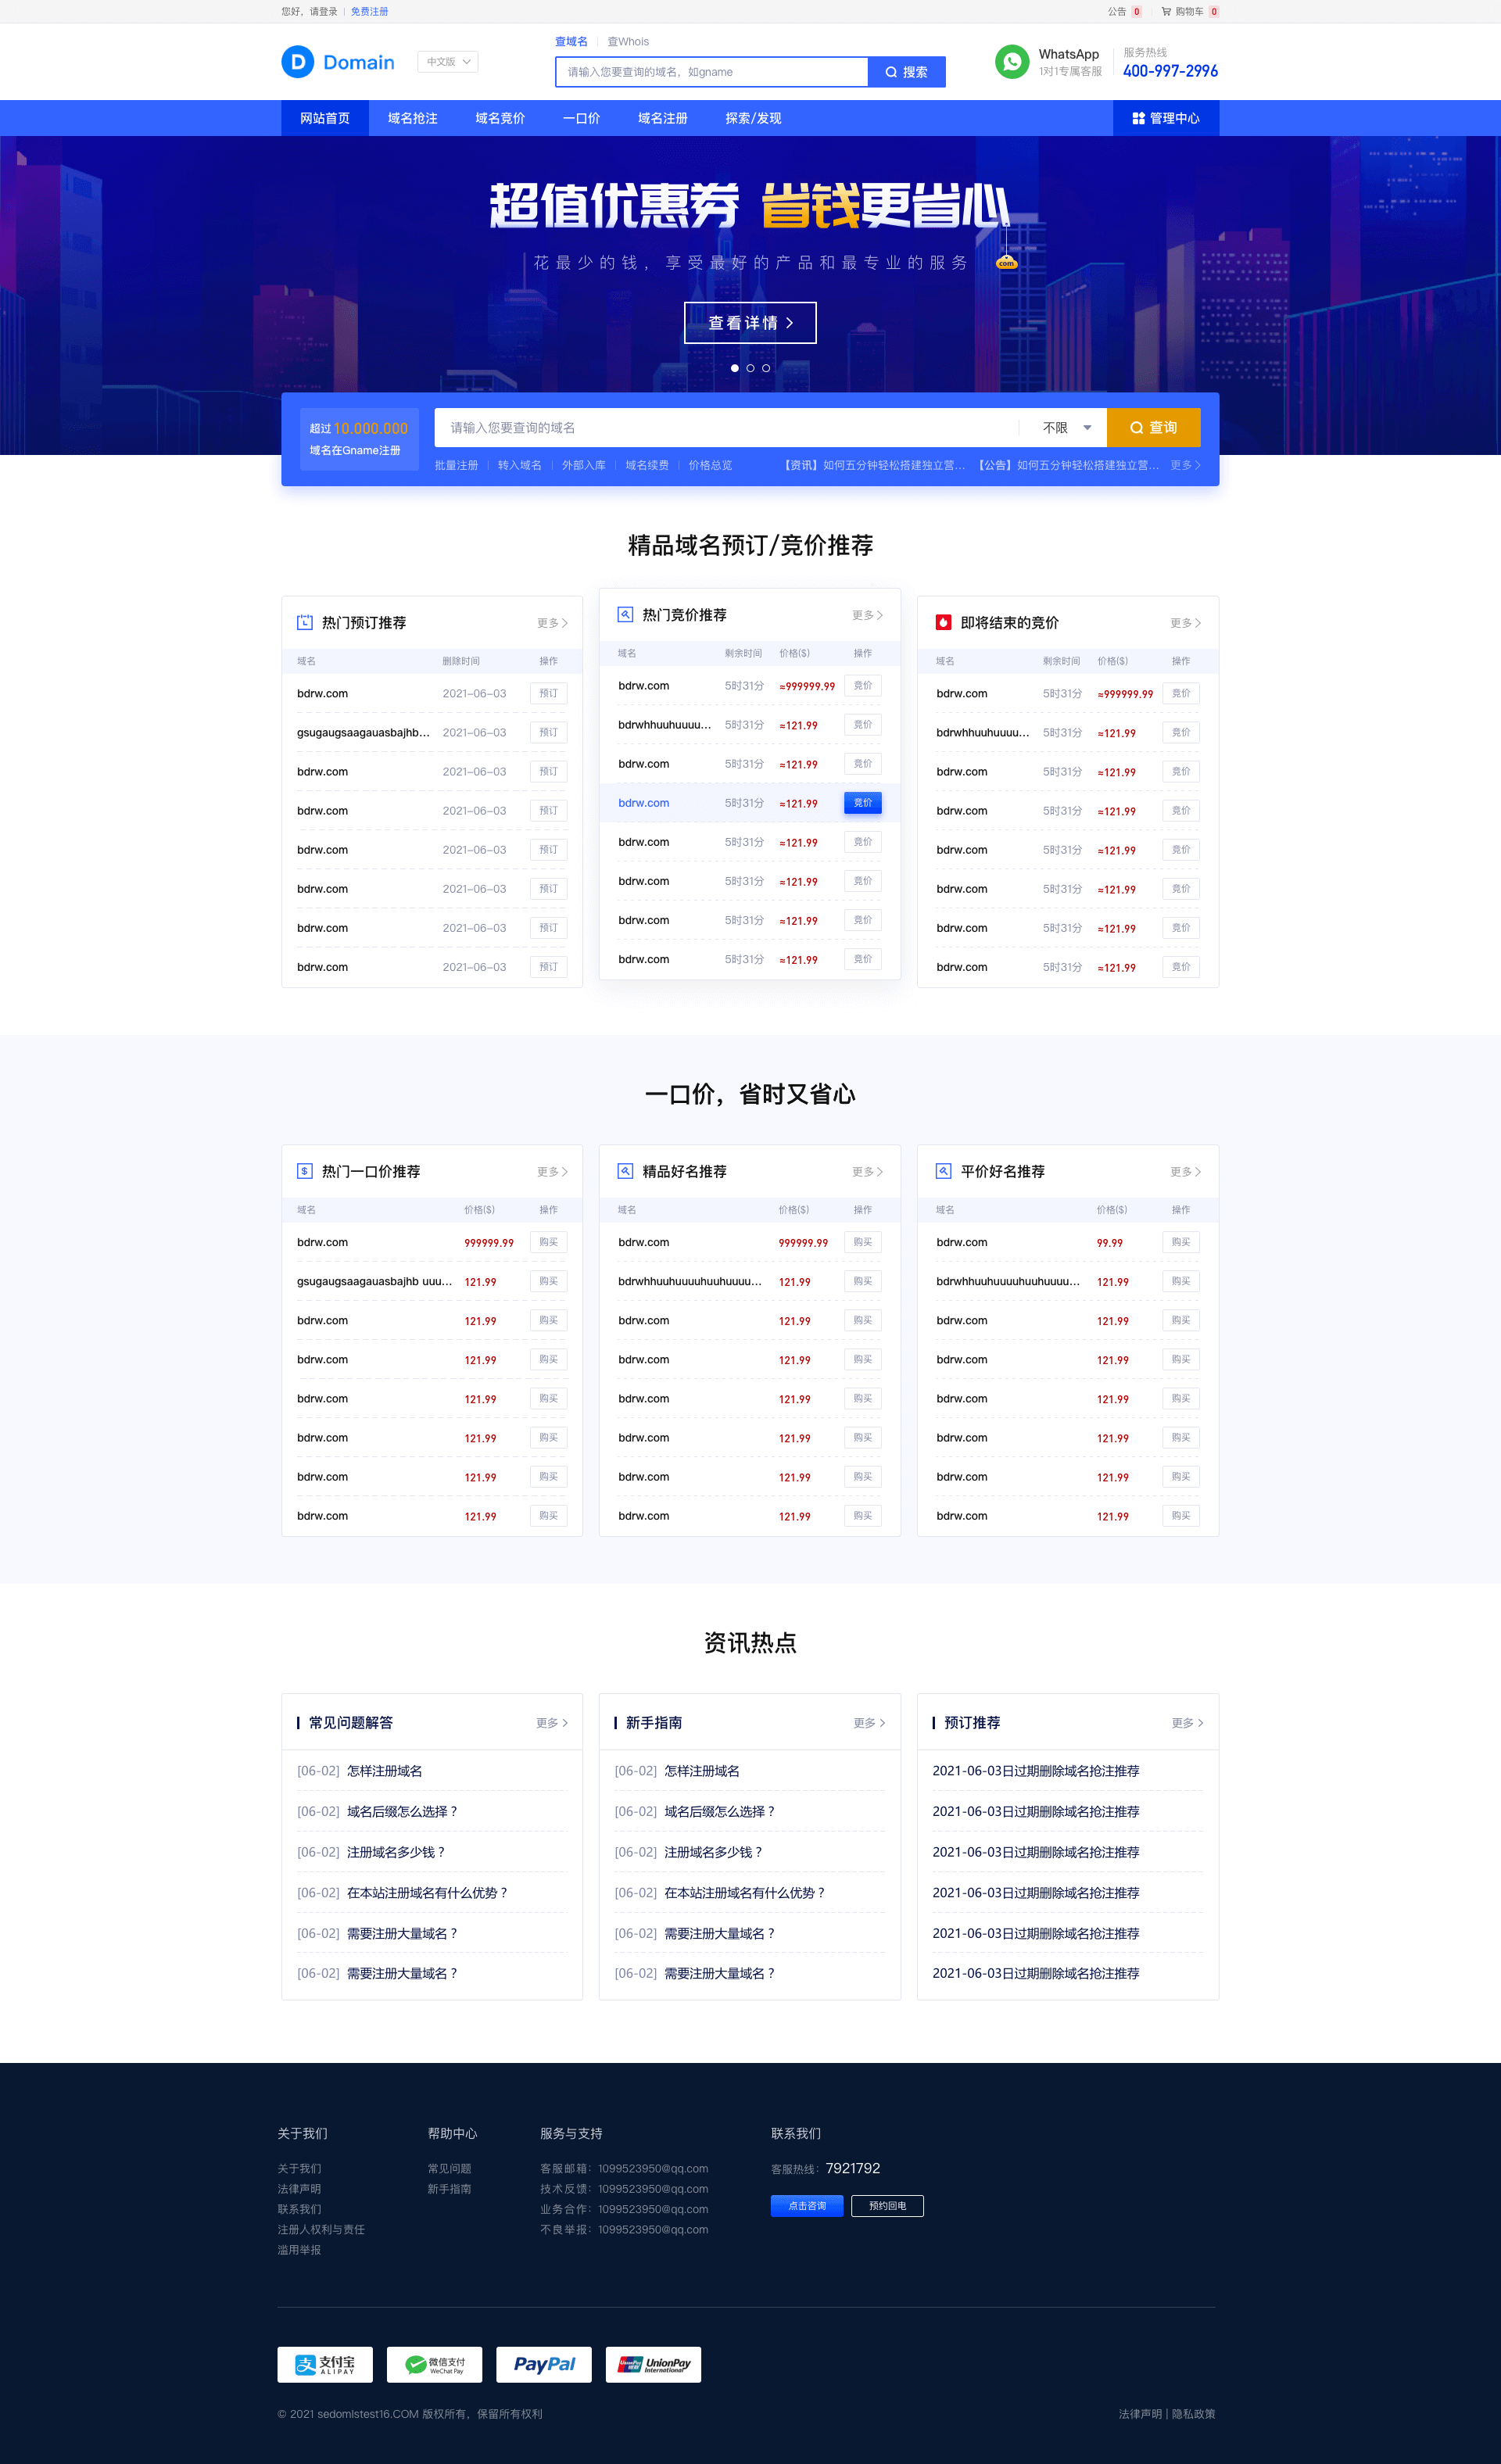 您好，请登录 | 免费注册
公告 0 购物车 0
D Domain 中文版
查域名 | 查Whois
请输入您要查询的域名，如gname 搜索
WhatsApp
1对1专属客服
服务热线
400-997-2996
网站首页 域名抢注 域名竞价 一口价 域名注册 探索/发现 管理中心
超值优惠券 省钱更省心
花最少的钱，享受最好的产品和最专业的服务
com
查看详情
超过 10.000.000
域名在Gname注册
请输入您要查询的域名 不限 查询
批量注册 | 转入域名 | 外部入库 | 域名续费 | 价格总览 【资讯】如何五分钟轻松搭建独立营... 【公告】如何五分钟轻松搭建独立营... 更多
精品域名预订/竞价推荐
热门预订推荐 更多
域名 删除时间 操作
bdrw.com 2021-06-03 预订
gsugaugsaagauasbajhb... 2021-06-03 预订
bdrw.com 2021-06-03 预订
bdrw.com 2021-06-03 预订
bdrw.com 2021-06-03 预订
bdrw.com 2021-06-03 预订
bdrw.com 2021-06-03 预订
bdrw.com 2021-06-03 预订
热门竞价推荐 更多
域名 剩余时间 价格($) 操作
bdrw.com 5时31分 ≈999999.99 竞价
bdrwhhuuhuuuu... 5时31分 ≈121.99 竞价
bdrw.com 5时31分 ≈121.99 竞价
bdrw.com 5时31分 ≈121.99 竞价
bdrw.com 5时31分 ≈121.99 竞价
bdrw.com 5时31分 ≈121.99 竞价
bdrw.com 5时31分 ≈121.99 竞价
bdrw.com 5时31分 ≈121.99 竞价
即将结束的竞价 更多
域名 剩余时间 价格($) 操作
bdrw.com 5时31分 ≈999999.99 竞价
bdrwhhuuhuuuu... 5时31分 ≈121.99 竞价
bdrw.com 5时31分 ≈121.99 竞价
bdrw.com 5时31分 ≈121.99 竞价
bdrw.com 5时31分 ≈121.99 竞价
bdrw.com 5时31分 ≈121.99 竞价
bdrw.com 5时31分 ≈121.99 竞价
bdrw.com 5时31分 ≈121.99 竞价
一口价，省时又省心
热门一口价推荐 更多
域名 价格($) 操作
bdrw.com 999999.99 购买
gsugaugsaagauasbajhb uuu... 121.99 购买
bdrw.com 121.99 购买
bdrw.com 121.99 购买
bdrw.com 121.99 购买
bdrw.com 121.99 购买
bdrw.com 121.99 购买
bdrw.com 121.99 购买
精品好名推荐 更多
域名 价格($) 操作
bdrw.com 999999.99 购买
bdrwhhuuhuuuuhuuhuuuu... 121.99 购买
bdrw.com 121.99 购买
bdrw.com 121.99 购买
bdrw.com 121.99 购买
bdrw.com 121.99 购买
bdrw.com 121.99 购买
bdrw.com 121.99 购买
平价好名推荐 更多
域名 价格($) 操作
bdrw.com 99.99 购买
bdrwhhuuhuuuuhuuhuuuu... 121.99 购买
bdrw.com 121.99 购买
bdrw.com 121.99 购买
bdrw.com 121.99 购买
bdrw.com 121.99 购买
bdrw.com 121.99 购买
bdrw.com 121.99 购买
资讯热点
常见问题解答 更多
[06-02] 怎样注册域名
[06-02] 域名后缀怎么选择？
[06-02] 注册域名多少钱？
[06-02] 在本站注册域名有什么优势？
[06-02] 需要注册大量域名？
[06-02] 需要注册大量域名？
新手指南 更多
[06-02] 怎样注册域名
[06-02] 域名后缀怎么选择？
[06-02] 注册域名多少钱？
[06-02] 在本站注册域名有什么优势？
[06-02] 需要注册大量域名？
[06-02] 需要注册大量域名？
预订推荐 更多
2021-06-03日过期删除域名抢注推荐
2021-06-03日过期删除域名抢注推荐
2021-06-03日过期删除域名抢注推荐
2021-06-03日过期删除域名抢注推荐
2021-06-03日过期删除域名抢注推荐
2021-06-03日过期删除域名抢注推荐
关于我们
关于我们
法律声明
联系我们
注册人权利与责任
滥用举报
帮助中心
常见问题
新手指南
服务与支持
客服邮箱：1099523950@qq.com
技术反馈：1099523950@qq.com
业务合作：1099523950@qq.com
不良举报：1099523950@qq.com
联系我们
客服热线：7921792
点击咨询 预约回电
支 支付宝 ALIPAY
微信支付 WeChat Pay
PayPal
UnionPay UnionPay International
© 2021 sedomlstest16.COM 版权所有，保留所有权利
法律声明 | 隐私政策